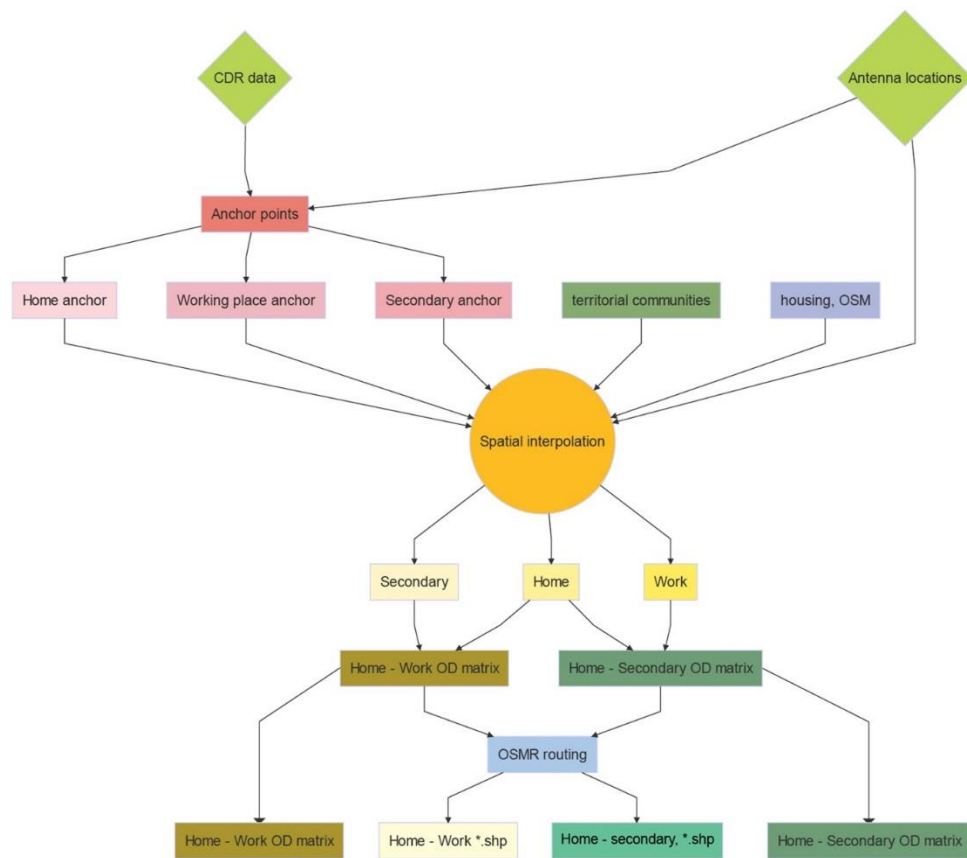 CDR data
Antenna locations
Anchor points
Home anchor
Working place anchor
Secondary anchor
territorial communities
housing, OSM
Spatial interpolation
Secondary
Home
Work
Home - Work OD matrix
Home - Secondary OD matrix
OSMR routing
Home - Work OD matrix
Home - Work *.shp
Home - secondary, *.shp
Home - Secondary OD matrix